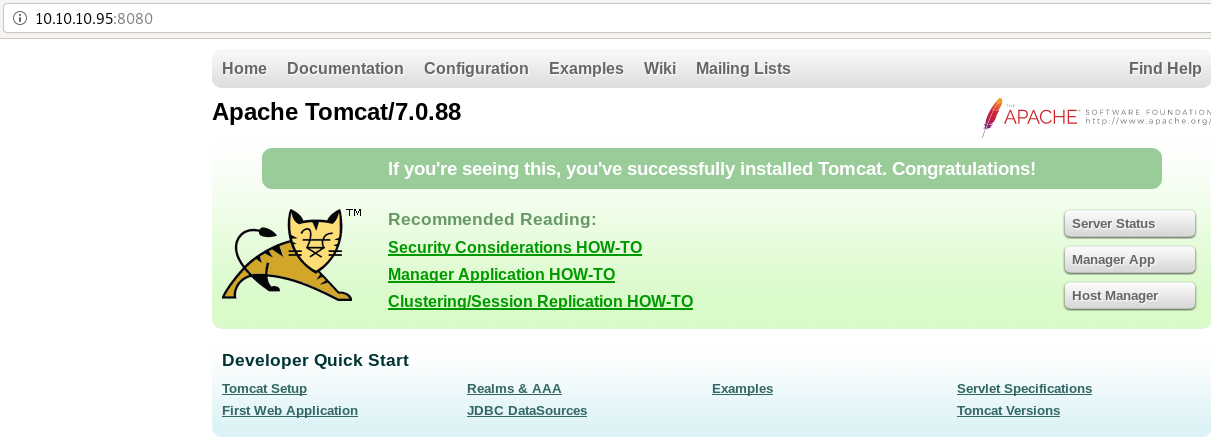 10.10.10.95:8080
Home Documentation Configuration Examples Wiki Mailing Lists Find Help
Apache Tomcat/7.0.88
THE APACHE SOFTWARE FOUNDATION
http://www.apache.org/
If you're seeing this, you've successfully installed Tomcat. Congratulations!
TM
Recommended Reading:
Security Considerations HOW-TO
Manager Application HOW-TO
Clustering/Session Replication HOW-TO
Server Status
Manager App
Host Manager
Developer Quick Start
Tomcat Setup Realms & AAA Examples Servlet Specifications
First Web Application JDBC DataSources Tomcat Versions